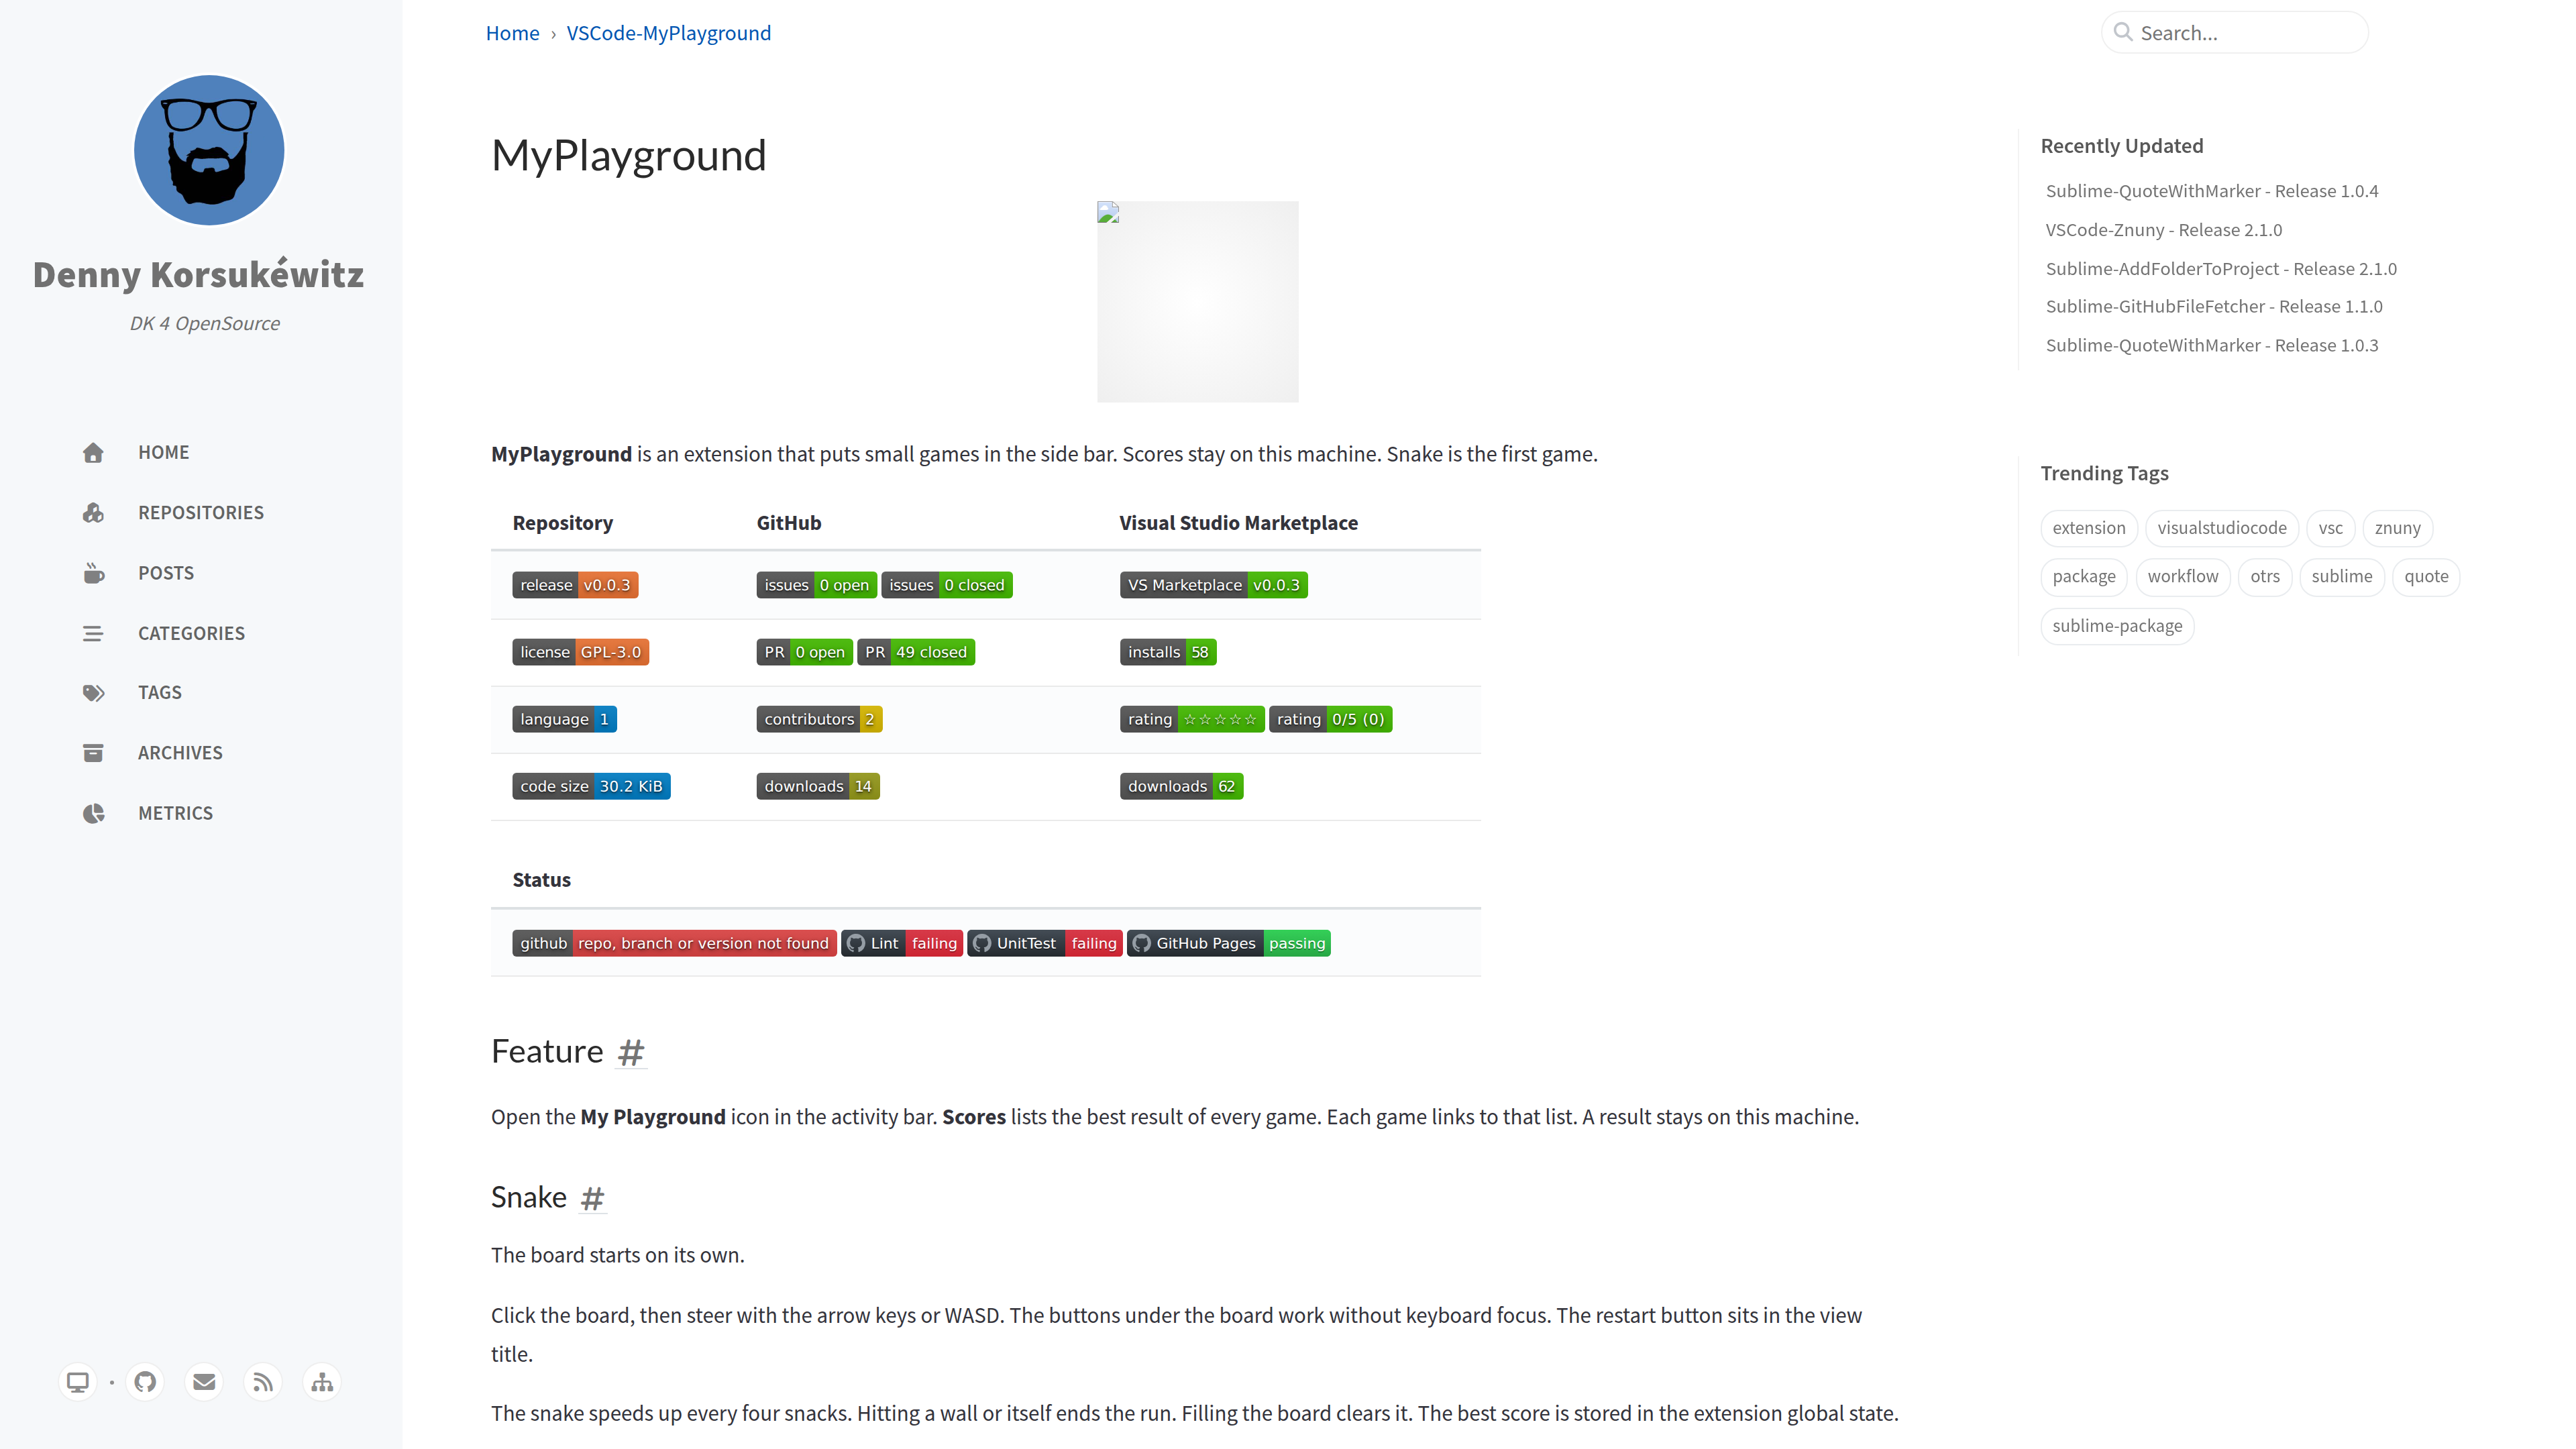 Home › VSCode-MyPlayground
Search...
Denny Korsukéwitz
DK 4 OpenSource
HOME
REPOSITORIES
POSTS
CATEGORIES
TAGS
ARCHIVES
METRICS
MyPlayground
MyPlayground is an extension that puts small games in the side bar. Scores stay on this machine. Snake is the first game.
Repository GitHub Visual Studio Marketplace
release v0.0.3 issues 0 open issues 0 closed VS Marketplace v0.0.3
license GPL-3.0 PR 0 open PR 49 closed installs 58
language 1 contributors 2 rating ☆☆☆☆☆ rating 0/5 (0)
code size 30.2 KiB downloads 14 downloads 62
Status
github repo, branch or version not found Lint failing UnitTest failing GitHub Pages passing
Feature #
Open the My Playground icon in the activity bar. Scores lists the best result of every game. Each game links to that list. A result stays on this machine.
Snake #
The board starts on its own.
Click the board, then steer with the arrow keys or WASD. The buttons under the board work without keyboard focus. The restart button sits in the view
title.
The snake speeds up every four snacks. Hitting a wall or itself ends the run. Filling the board clears it. The best score is stored in the extension global state.
Recently Updated
Sublime-QuoteWithMarker - Release 1.0.4
VSCode-Znuny - Release 2.1.0
Sublime-AddFolderToProject - Release 2.1.0
Sublime-GitHubFileFetcher - Release 1.1.0
Sublime-QuoteWithMarker - Release 1.0.3
Trending Tags
extension visualstudiocode vsc znuny
package workflow otrs sublime quote
sublime-package